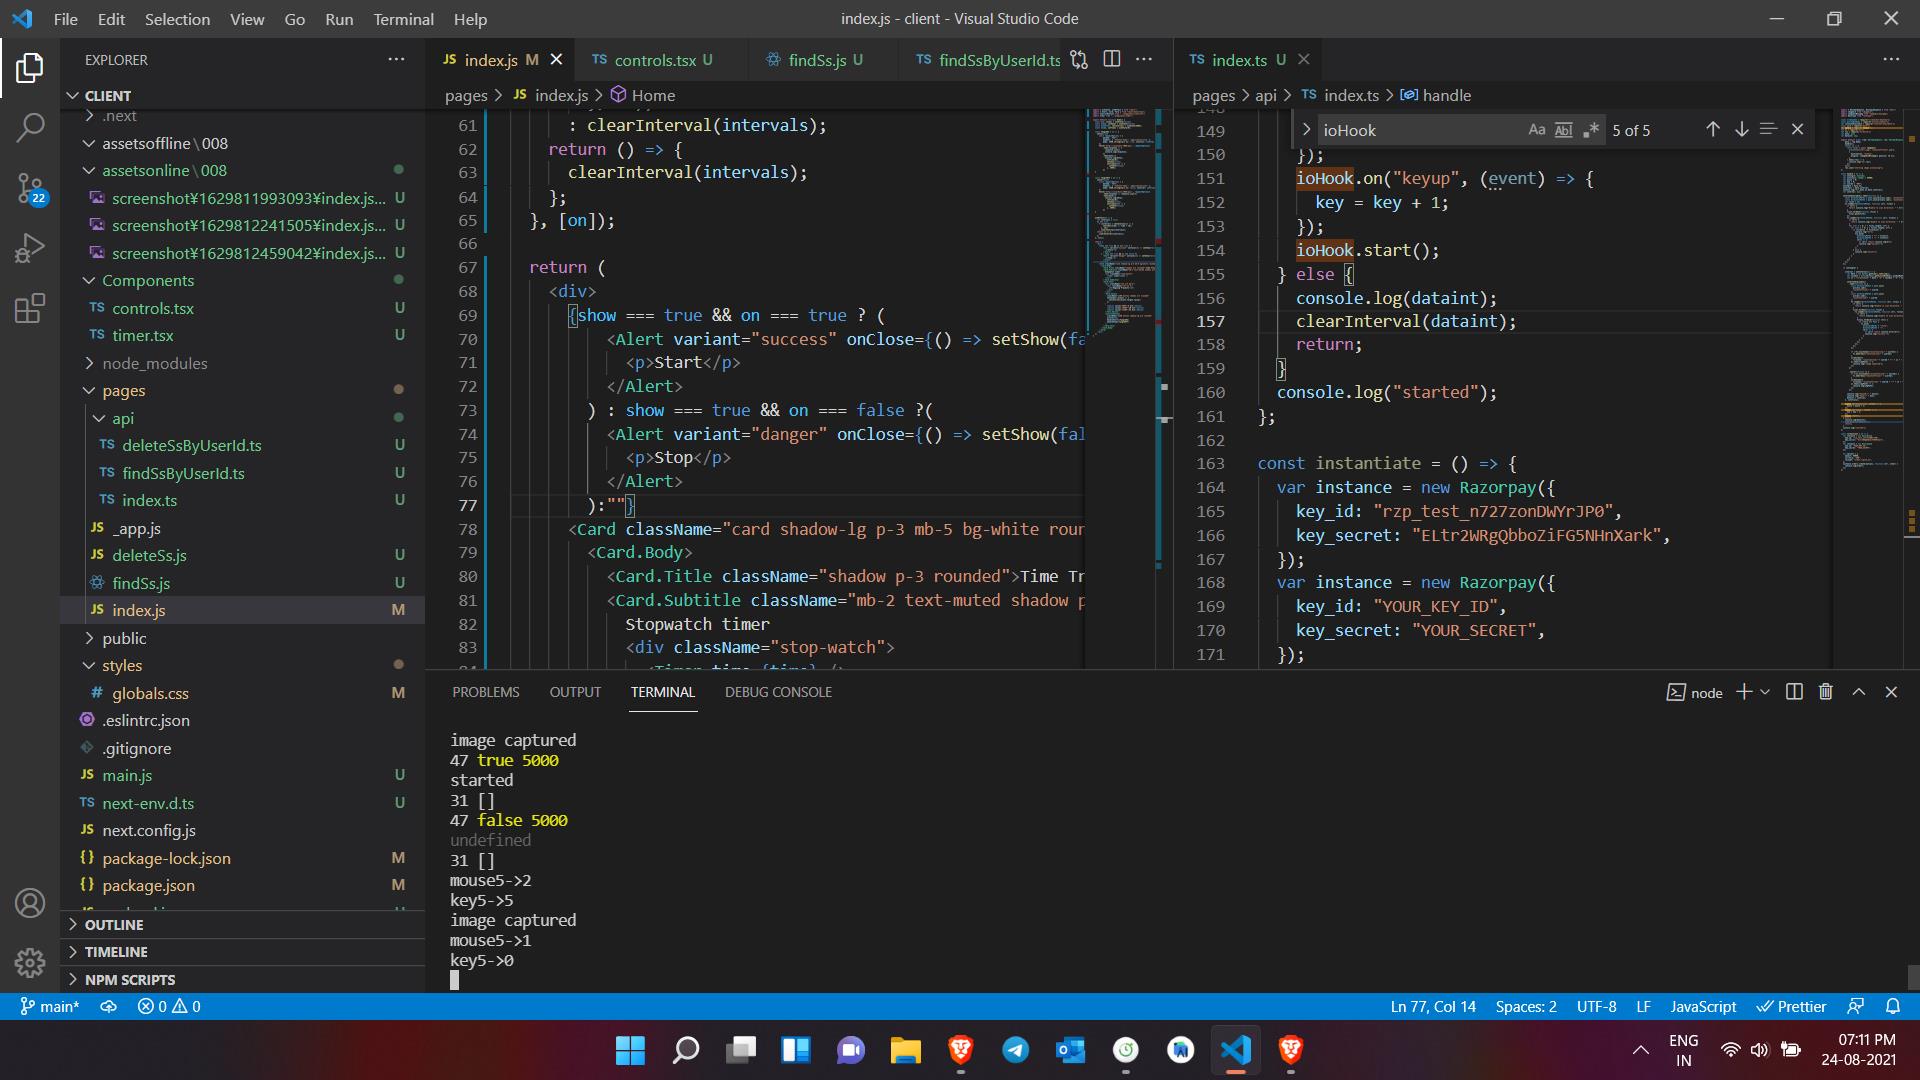 File Edit Selection View Go Run Terminal Help
index.js - client - Visual Studio Code
EXPLORER
CLIENT
.next
assetsoffline\008
assetsonline\008
screenshot¥1629811993093¥index.js... U
screenshot¥1629812241505¥index.js... U
screenshot¥1629812459042¥index.js... U
Components
TS controls.tsx U
TS timer.tsx U
node_modules
pages
api
TS deleteSsByUserId.ts U
TS findSsByUserId.ts U
TS index.ts U
JS _app.js
JS deleteSs.js U
findSs.js U
JS index.js M
public
styles
# globals.css M
.eslintrc.json
.gitignore
JS main.js U
TS next-env.d.ts U
JS next.config.js
{} package-lock.json M
{} package.json M
OUTLINE
TIMELINE
NPM SCRIPTS
22
JS index.js M
TS controls.tsx U
findSs.js U
TS findSsByUserId.ts
pages > JS index.js > Home
61 : clearInterval(intervals);
62 return () => {
63 clearInterval(intervals);
64 };
65 }, [on]);
66
67 return (
68 <div>
69 {show === true && on === true ? (
70 <Alert variant="success" onClose={() => setShow(fa
71 <p>Start</p>
72 </Alert>
73 ) : show === true && on === false ?(
74 <Alert variant="danger" onClose={() => setShow(fal
75 <p>Stop</p>
76 </Alert>
77 ):""}
78 <Card className="card shadow-lg p-3 mb-5 bg-white roun
79 <Card.Body>
80 <Card.Title className="shadow p-3 rounded">Time Tr
81 <Card.Subtitle className="mb-2 text-muted shadow p
82 Stopwatch timer
83 <div className="stop-watch">
TS index.ts U
pages > api > TS index.ts > handle
ioHook Aa Abl .* 5 of 5
149
150 });
151 ioHook.on("keyup", (event) => {
152 key = key + 1;
153 });
154 ioHook.start();
155 } else {
156 console.log(dataint);
157 clearInterval(dataint);
158 return;
159 }
160 console.log("started");
161 };
162
163 const instantiate = () => {
164 var instance = new Razorpay({
165 key_id: "rzp_test_n727zonDWYrJP0",
166 key_secret: "ELtr2WRgQbboZiFG5NHnXark",
167 });
168 var instance = new Razorpay({
169 key_id: "YOUR_KEY_ID",
170 key_secret: "YOUR_SECRET",
171 });
PROBLEMS OUTPUT TERMINAL DEBUG CONSOLE
node
image captured
47 true 5000
started
31 []
47 false 5000
undefined
31 []
mouse5->2
key5->5
image captured
mouse5->1
key5->0
main* 0 0
Ln 77, Col 14 Spaces: 2 UTF-8 LF JavaScript Prettier
ENG
IN
07:11 PM
24-08-2021